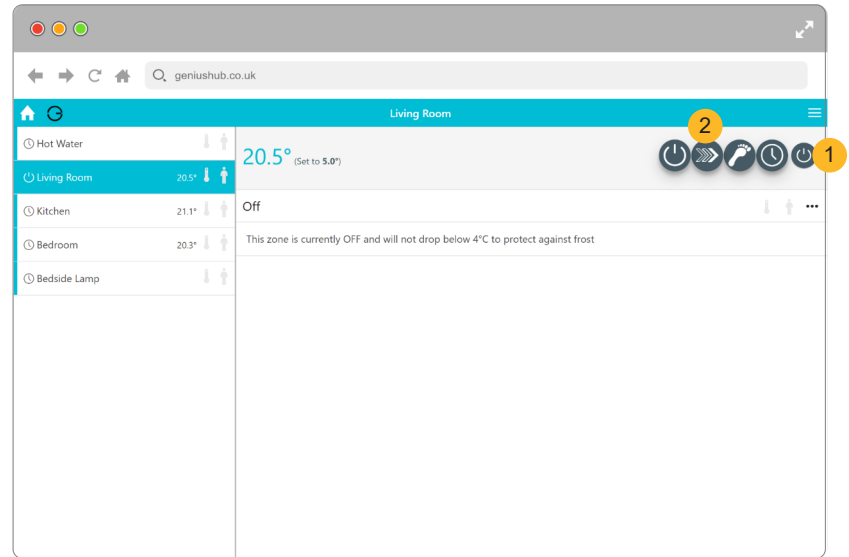 geniushub.co.uk
Living Room
Hot Water
Living Room 20.5°
Kitchen 21.1°
Bedroom 20.3°
Bedside Lamp
2
1
20.5° (Set to 5.0°)
Off
This zone is currently OFF and will not drop below 4°C to protect against frost